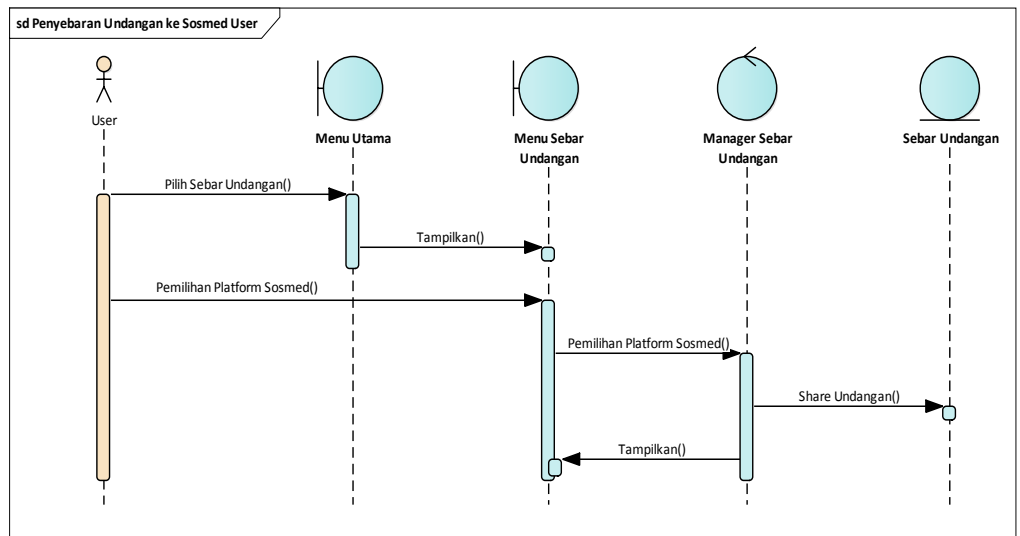 sd Penyebaran Undangan ke Sosmed User
User
Menu Utama
Menu Sebar
Undangan
Manager Sebar
Undangan
Sebar Undangan
Pilih Sebar Undangan()
Tampilkan()
Pemilihan Platform Sosmed()
Pemilihan Platform Sosmed()
Share Undangan()
Tampilkan()